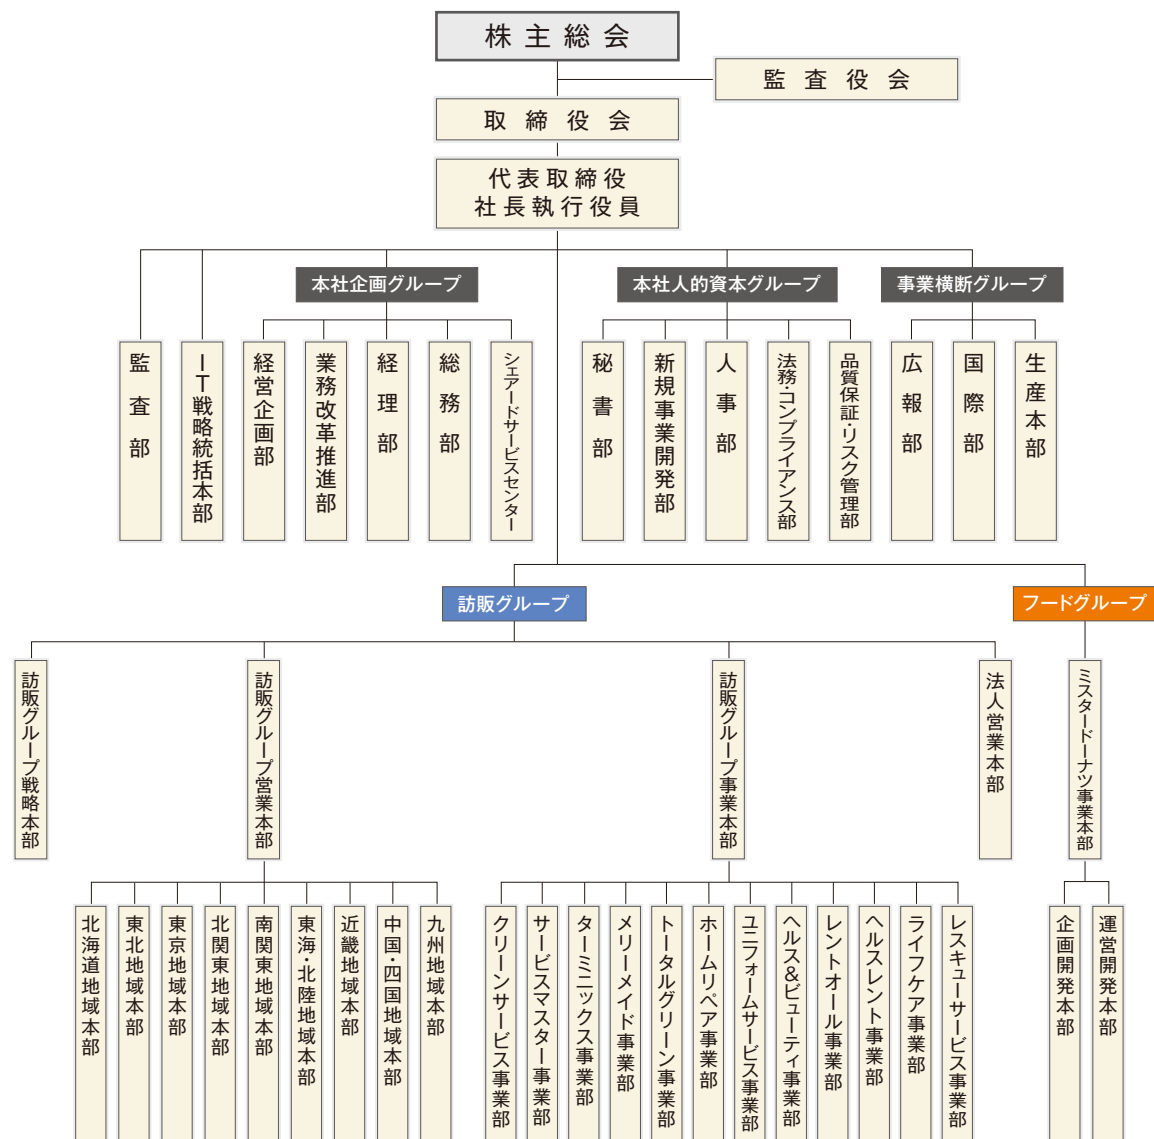 株主総会
監査役会
取締役会
代表取締役
社長執行役員
本社企画グループ
本社人的資本グループ
事業横断グループ
監査部
IT戦略統括本部
経営企画部
業務改革推進部
経理部
総務部
シェアードサービスセンター
秘書部
新規事業開発部
人事部
法務・コンプライアンス部
品質保証・リスク管理部
広報部
国際部
生産本部
訪販グループ
フードグループ
訪販グループ戦略本部
訪販グループ営業本部
訪販グループ事業本部
法人営業本部
ミスタードーナツ事業本部
北海道地域本部
東北地域本部
東京地域本部
北関東地域本部
南関東地域本部
東海・北陸地域本部
近畿地域本部
中国・四国地域本部
九州地域本部
クリーンサービス事業部
サービスマスター事業部
ターミニックス事業部
メリーメイド事業部
トータルグリーン事業部
ホームリペア事業部
ユニフォームサービス事業部
ヘルス&ビューティ事業部
レントオール事業部
ヘルスレント事業部
ライフケア事業部
レスキューサービス事業部
企画開発本部
運営開発本部